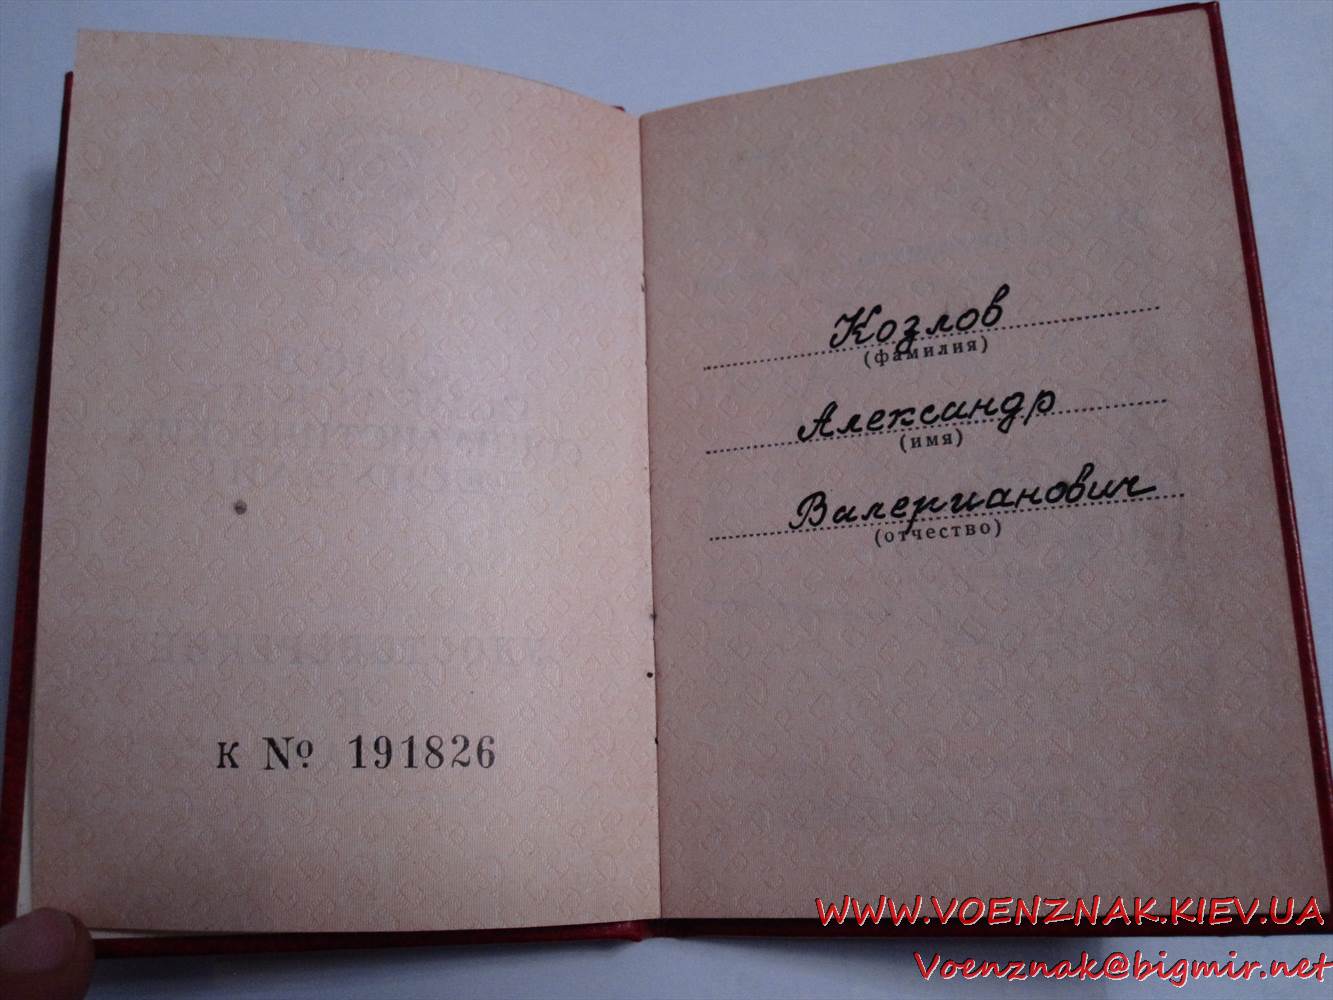 к № 191826
Козлов
(фамилия)
Александр
(имя)
Валерианович
(отчество)
WWW.VOENZNAK.KIEV.UA
Voenznak@bigmir.net